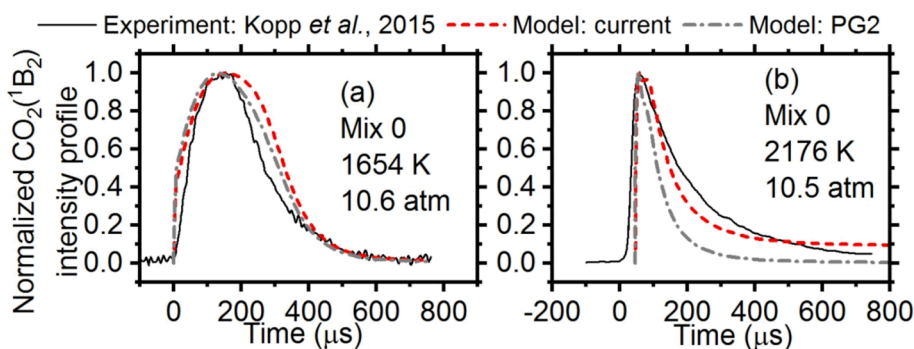 Experiment: Kopp et al., 2015 Model: current Model: PG2
Normalized CO2(1B2)
intensity profile
1.0
0.8
0.6
0.4
0.2
0.0
(a)
Mix 0
1654 K
10.6 atm
0 200 400 600 800
Time (μs)
1.0
0.8
0.6
0.4
0.2
0.0
(b)
Mix 0
2176 K
10.5 atm
-200 0 200 400 600 800
Time (μs)